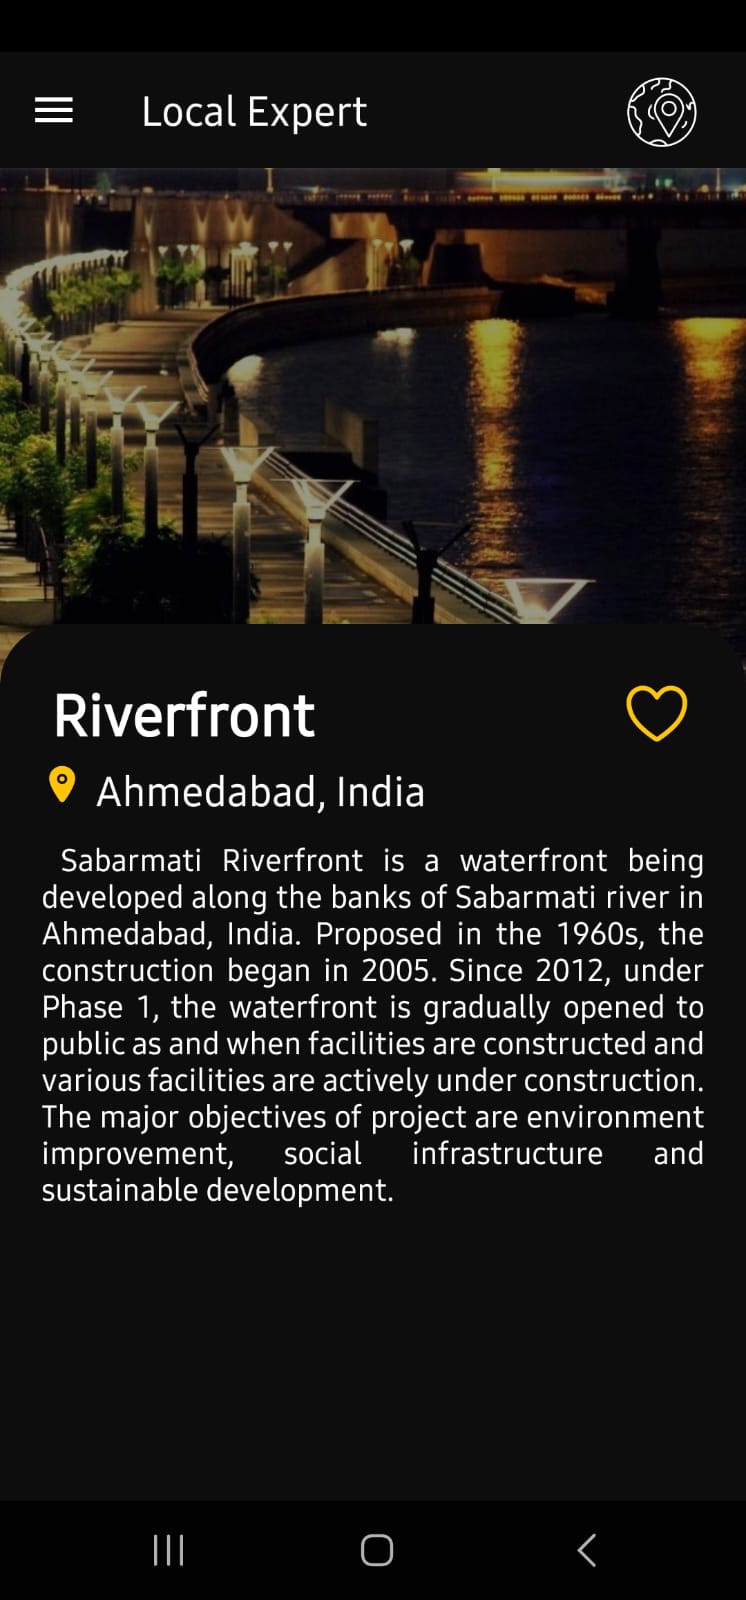 Local Expert
Riverfront
Ahmedabad, India
Sabarmati Riverfront is a waterfront being
developed along the banks of Sabarmati river in
Ahmedabad, India. Proposed in the 1960s, the
construction began in 2005. Since 2012, under
Phase 1, the waterfront is gradually opened to
public as and when facilities are constructed and
various facilities are actively under construction.
The major objectives of project are environment
improvement, social infrastructure and
sustainable development.